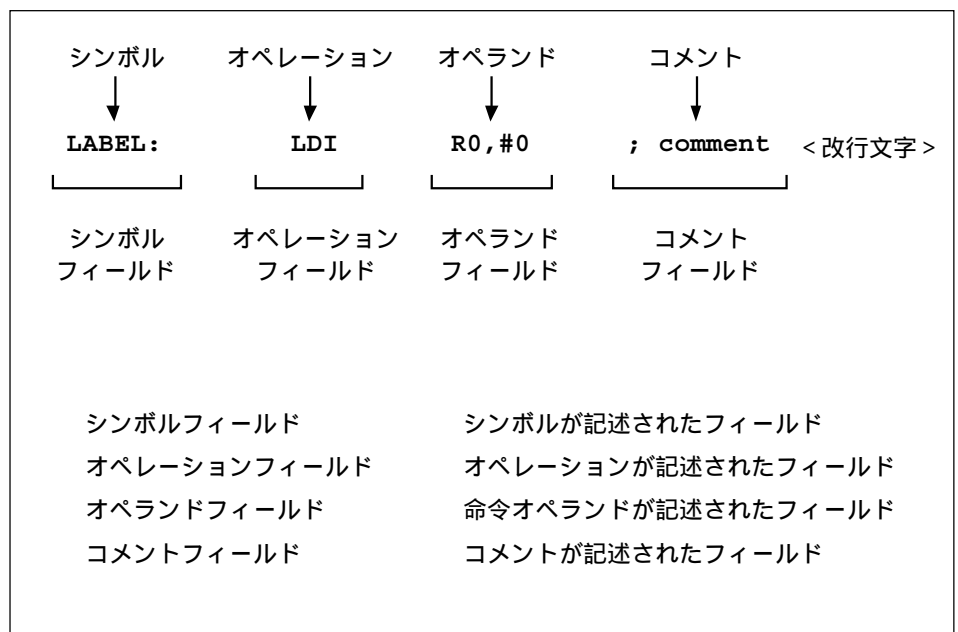 シンボル オペレーション オペランド コメント
LABEL: LDI R0,#0 ; comment <改行文字>
シンボル オペレーション オペランド コメント
フィールド フィールド フィールド フィールド
シンボルフィールド シンボルが記述されたフィールド
オペレーションフィールド オペレーションが記述されたフィールド
オペランドフィールド 命令オペランドが記述されたフィールド
コメントフィールド コメントが記述されたフィールド